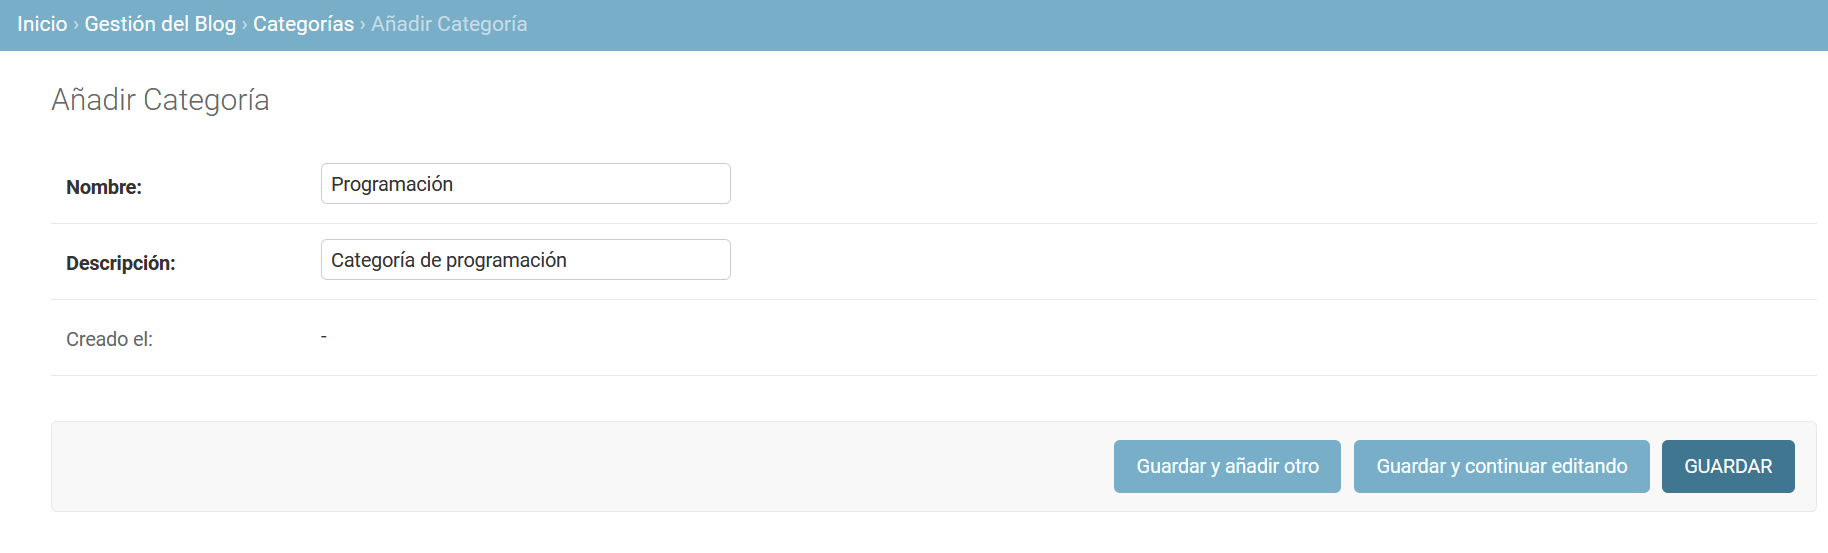 Inicio › Gestión del Blog › Categorías › Añadir Categoría
Añadir Categoría
Nombre: Programación
Descripción: Categoría de programación
Creado el: -
Guardar y añadir otro Guardar y continuar editando GUARDAR